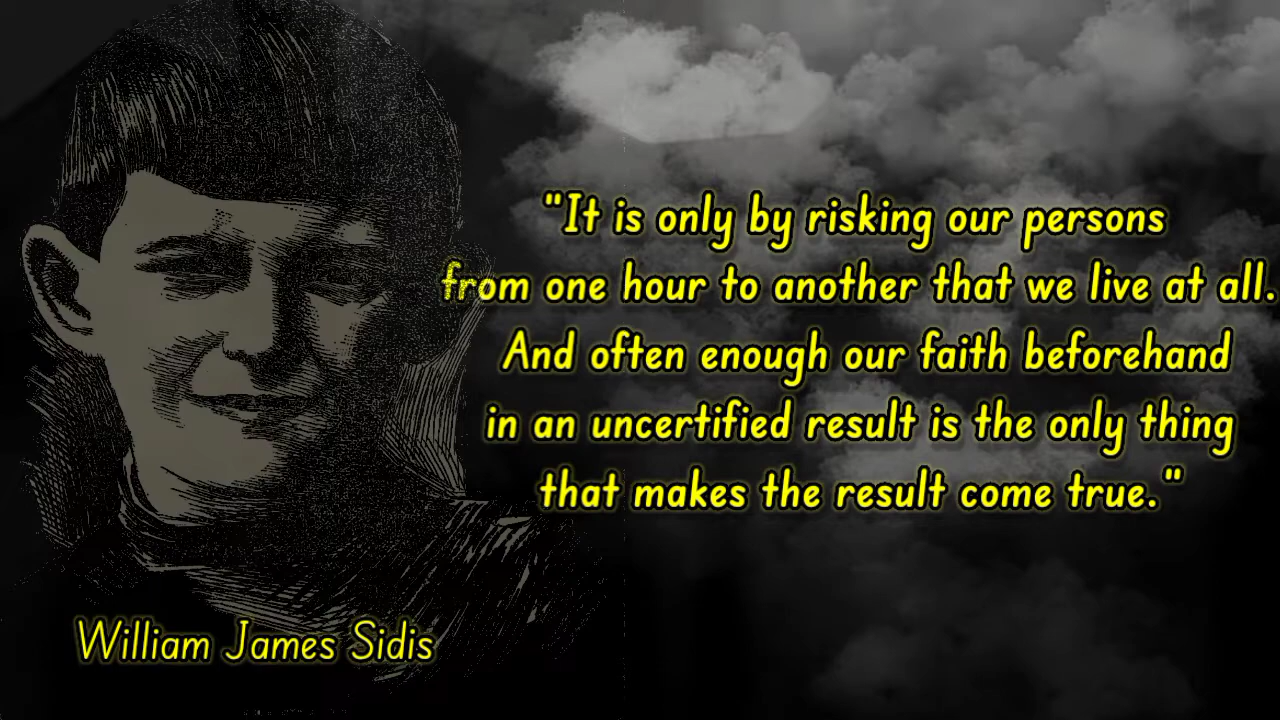 "It is only by risking our persons
from one hour to another that we live at all.
And often enough our faith beforehand
in an uncertified result is the only thing
that makes the result come true."
William James Sidis